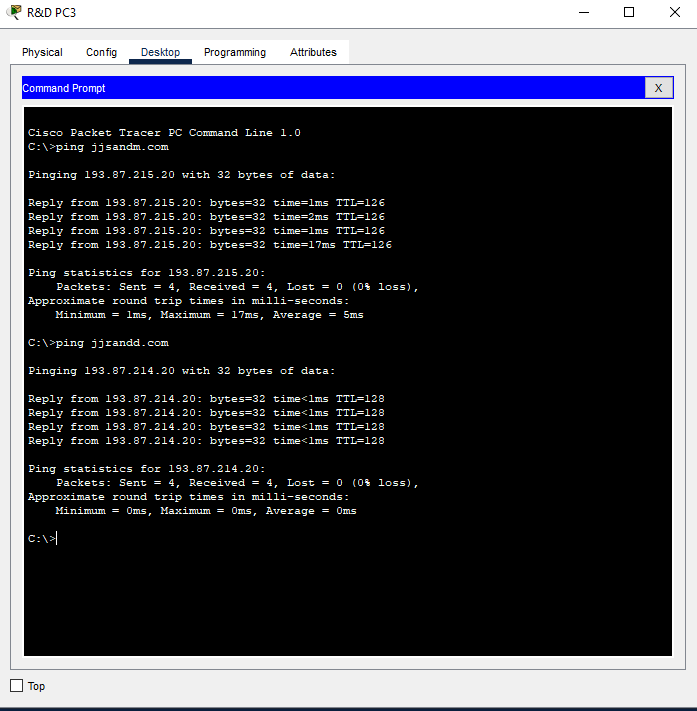 R&D PC3
Physical Config Desktop Programming Attributes
Command Prompt
X
Cisco Packet Tracer PC Command Line 1.0
C:\>ping jjsandm.com
Pinging 193.87.215.20 with 32 bytes of data:
Reply from 193.87.215.20: bytes=32 time=1ms TTL=126
Reply from 193.87.215.20: bytes=32 time=2ms TTL=126
Reply from 193.87.215.20: bytes=32 time=1ms TTL=126
Reply from 193.87.215.20: bytes=32 time=17ms TTL=126
Ping statistics for 193.87.215.20:
    Packets: Sent = 4, Received = 4, Lost = 0 (0% loss),
Approximate round trip times in milli-seconds:
    Minimum = 1ms, Maximum = 17ms, Average = 5ms
C:\>ping jjrandd.com
Pinging 193.87.214.20 with 32 bytes of data:
Reply from 193.87.214.20: bytes=32 time<1ms TTL=128
Reply from 193.87.214.20: bytes=32 time<1ms TTL=128
Reply from 193.87.214.20: bytes=32 time<1ms TTL=128
Reply from 193.87.214.20: bytes=32 time<1ms TTL=128
Ping statistics for 193.87.214.20:
    Packets: Sent = 4, Received = 4, Lost = 0 (0% loss),
Approximate round trip times in milli-seconds:
    Minimum = 0ms, Maximum = 0ms, Average = 0ms
C:\>
Top